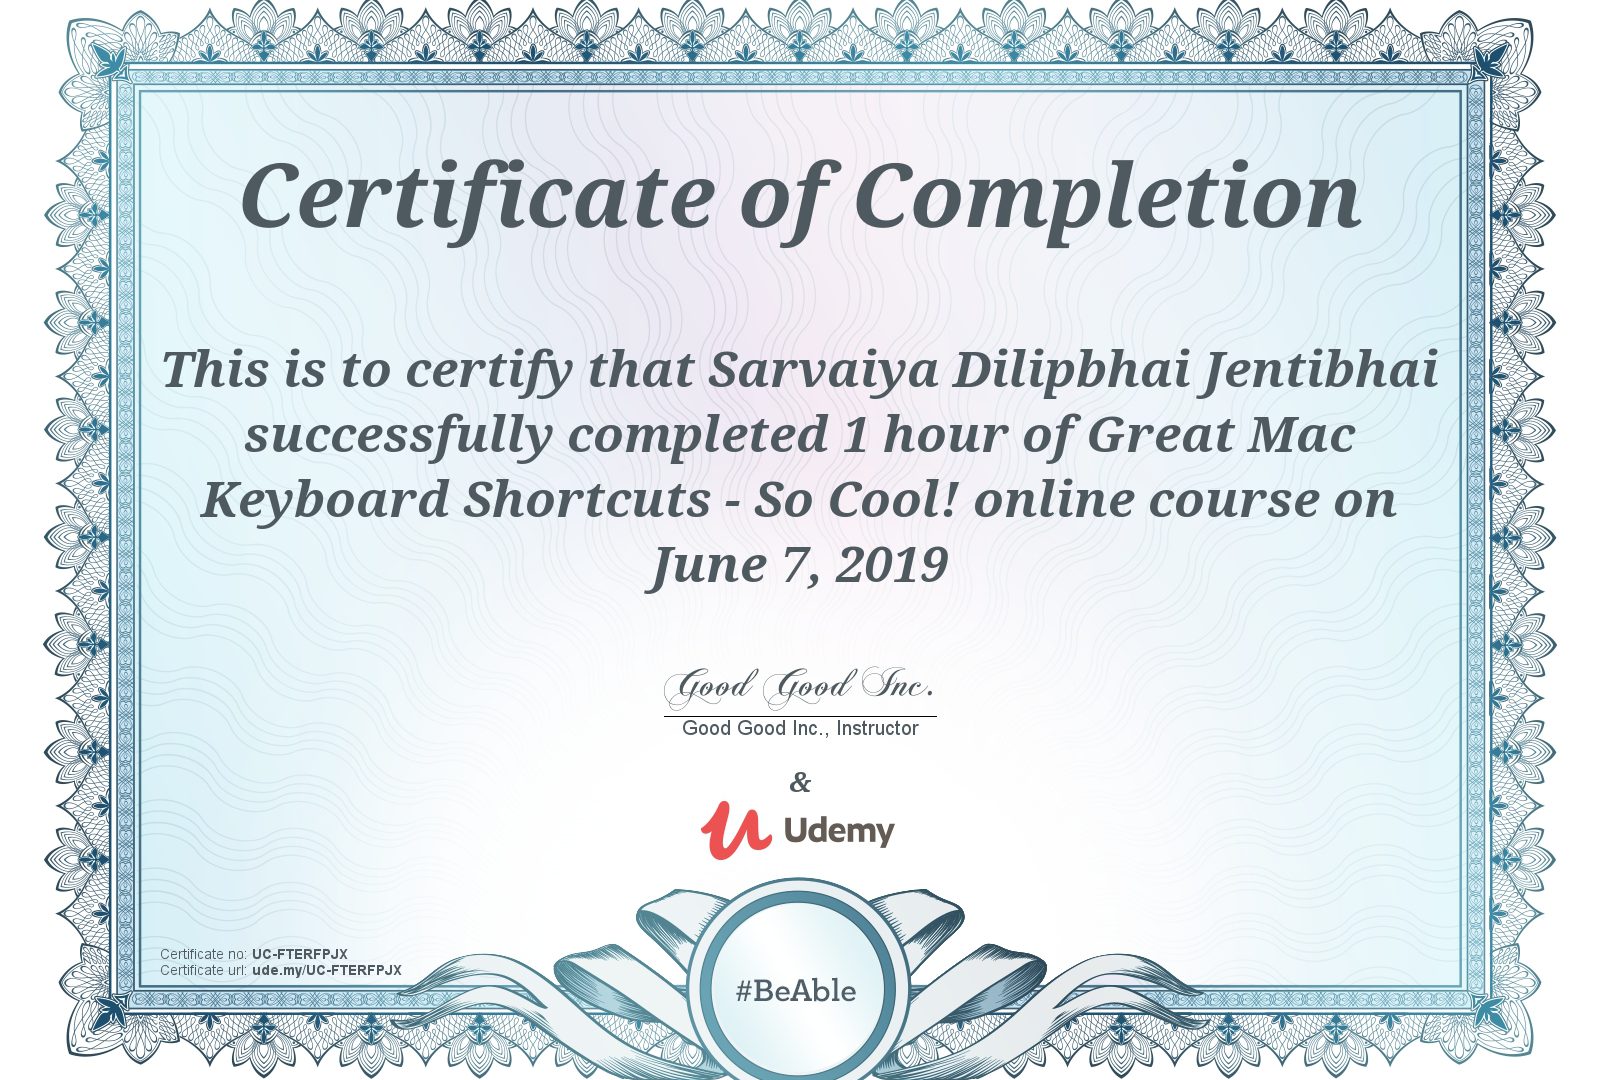 Certificate of Completion
This is to certify that Sarvaiya Dilipbhai Jentibhai
successfully completed 1 hour of Great Mac
Keyboard Shortcuts - So Cool! online course on
June 7, 2019
Good Good Inc.
Good Good Inc., Instructor
&
Udemy
Certificate no: UC-FTERFPJX
Certificate url: ude.my/UC-FTERFPJX
#BeAble